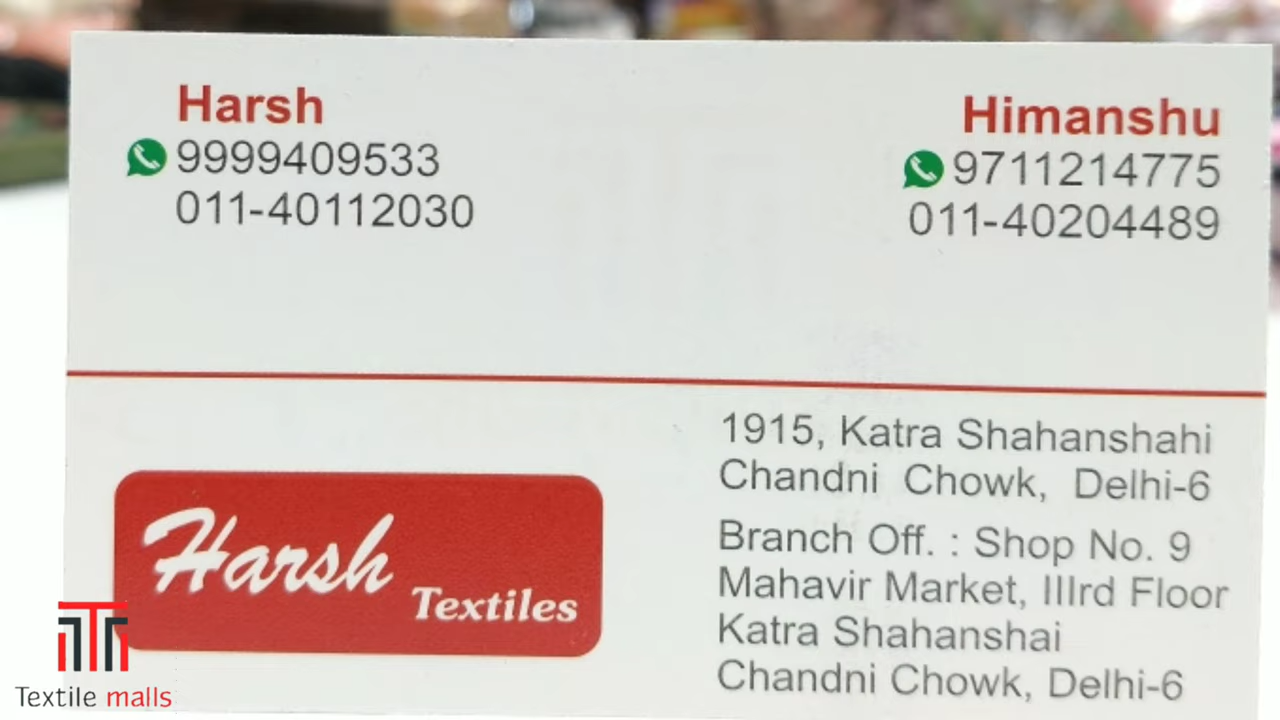 Harsh
9999409533
011-40112030
Himanshu
9711214775
011-40204489
1915, Katra Shahanshahi
Chandni Chowk, Delhi-6
Branch Off. : Shop No. 9
Mahavir Market, IIIrd Floor
Katra Shahanshai
Chandni Chowk, Delhi-6
Harsh
Textiles
Textile malls